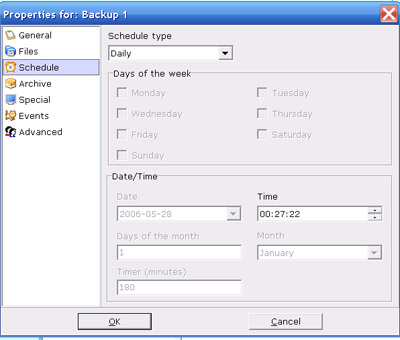 Properties for: Backup 1
General
Files
Schedule
Archive
Special
Events
Advanced
Schedule type
Daily
Days of the week
Monday
Tuesday
Wednesday
Thursday
Friday
Saturday
Sunday
Date/Time
Date
Time
2006-05-28
00:27:22
Days of the month
Month
1
January
Timer (minutes)
180
OK
Cancel